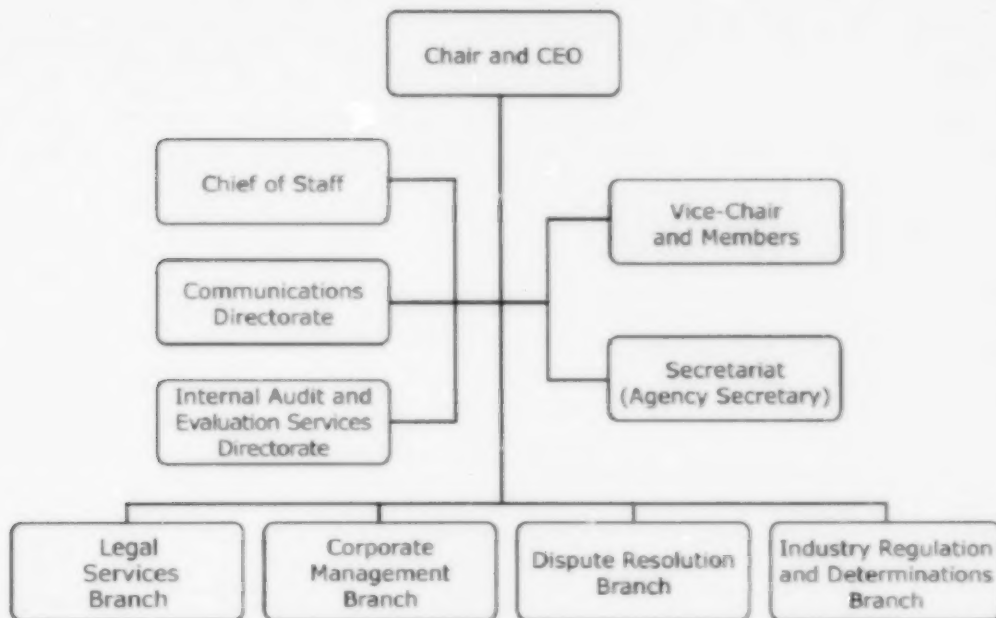 Chair and CEO
Chief of Staff
Vice-Chair
and Members
Communications
Directorate
Secretariat
(Agency Secretary)
Internal Audit and
Evaluation Services
Directorate
Legal
Services
Branch
Corporate
Management
Branch
Dispute Resolution
Branch
Industry Regulation
and Determinations
Branch